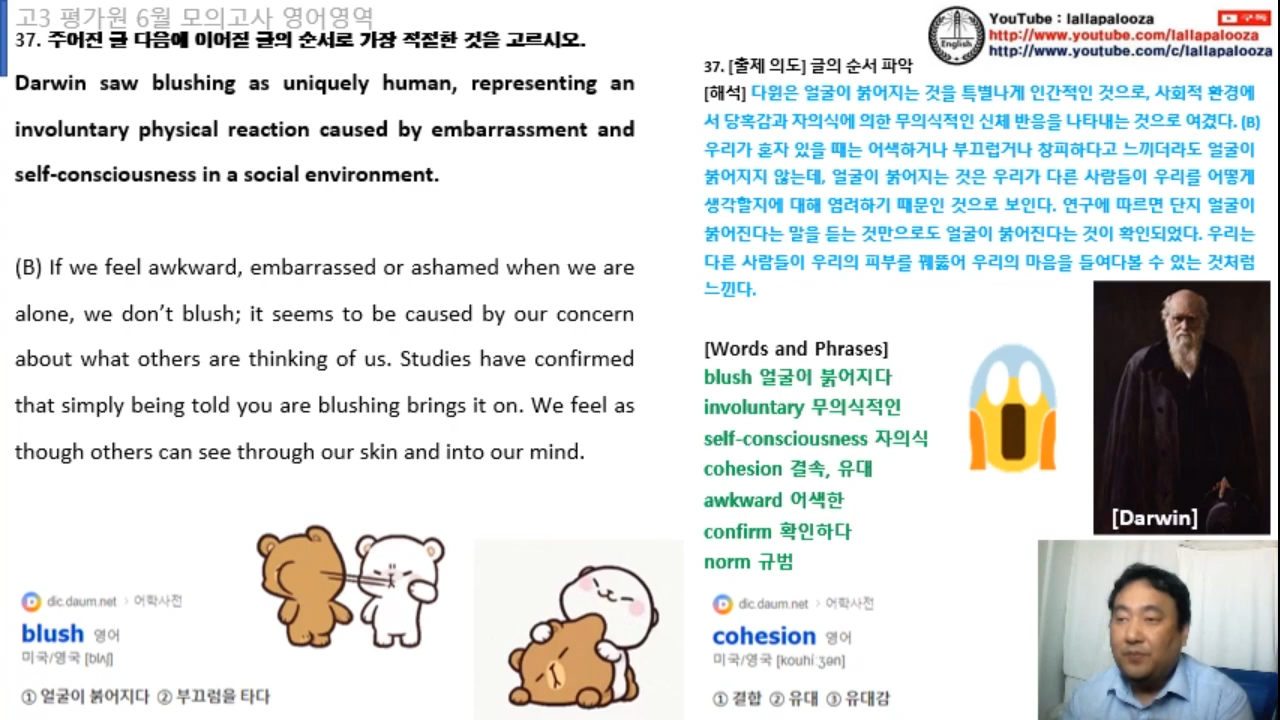 고3 평가원 6월 모의고사 영어영역
37. 주어진 글 다음에 이어질 글의 순서로 가장 적절한 것을 고르시오.
Darwin saw blushing as uniquely human, representing an
involuntary physical reaction caused by embarrassment and
self-consciousness in a social environment.
(B) If we feel awkward, embarrassed or ashamed when we are
alone, we don't blush; it seems to be caused by our concern
about what others are thinking of us. Studies have confirmed
that simply being told you are blushing brings it on. We feel as
though others can see through our skin and into our mind.
dic.daum.net › 어학사전
blush 영어
미국/영국 [blʌʃ]
① 얼굴이 붉어지다 ② 부끄럼을 타다
English
YouTube : lallapalooza
구독
http://www.youtube.com/lallapalooza
http://www.youtube.com/c/lallapalooza
37. [출제 의도] 글의 순서 파악
[해석] 다윈은 얼굴이 붉어지는 것을 특별나게 인간적인 것으로, 사회적 환경에
서 당혹감과 자의식에 의한 무의식적인 신체 반응을 나타내는 것으로 여겼다. (B)
우리가 혼자 있을 때는 어색하거나 부끄럽거나 창피하다고 느끼더라도 얼굴이
붉어지지 않는데, 얼굴이 붉어지는 것은 우리가 다른 사람들이 우리를 어떻게
생각할지에 대해 염려하기 때문인 것으로 보인다. 연구에 따르면 단지 얼굴이
붉어진다는 말을 듣는 것만으로도 얼굴이 붉어진다는 것이 확인되었다. 우리는
다른 사람들이 우리의 피부를 꿰뚫어 우리의 마음을 들여다볼 수 있는 것처럼
느낀다.
[Words and Phrases]
blush 얼굴이 붉어지다
involuntary 무의식적인
self-consciousness 자의식
cohesion 결속, 유대
awkward 어색한
confirm 확인하다
norm 규범
[Darwin]
dic.daum.net › 어학사전
cohesion 영어
미국/영국 [kouhíːʒən]
① 결합 ② 유대 ③ 유대감